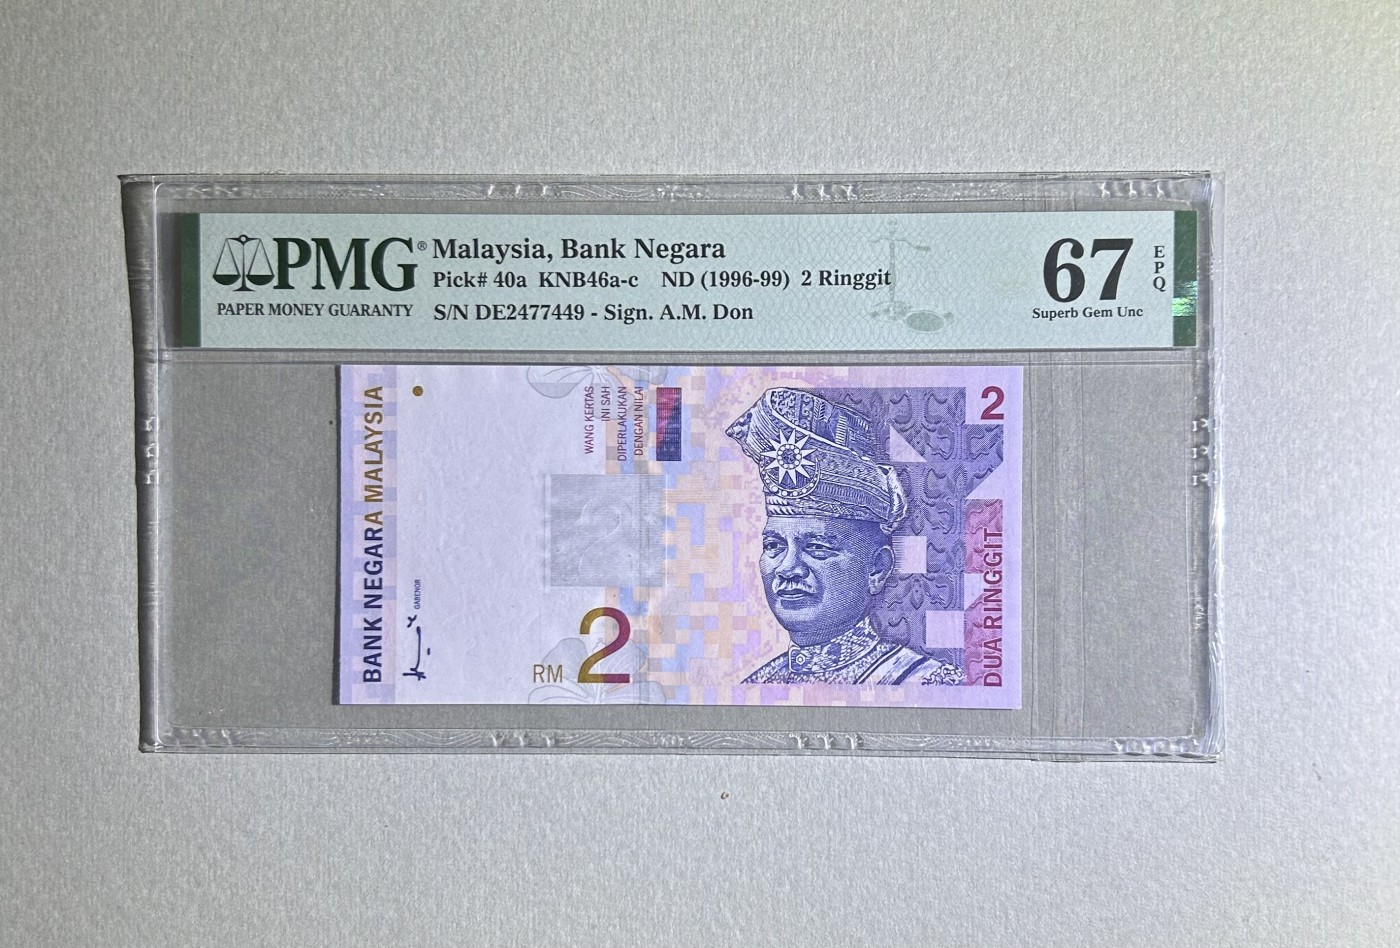 PMG®
PAPER MONEY GUARANTY
Malaysia, Bank Negara
Pick# 40a KNB46a-c ND (1996-99) 2 Ringgit
S/N DE2477449 - Sign. A.M. Don
67
EPQ
Superb Gem Unc
BANK NEGARA MALAYSIA
GABENOR
WANG KERTAS
INI SAH
DIPERLAKUKAN
DENGAN NILAI
RM 2
2
DUA RINGGIT